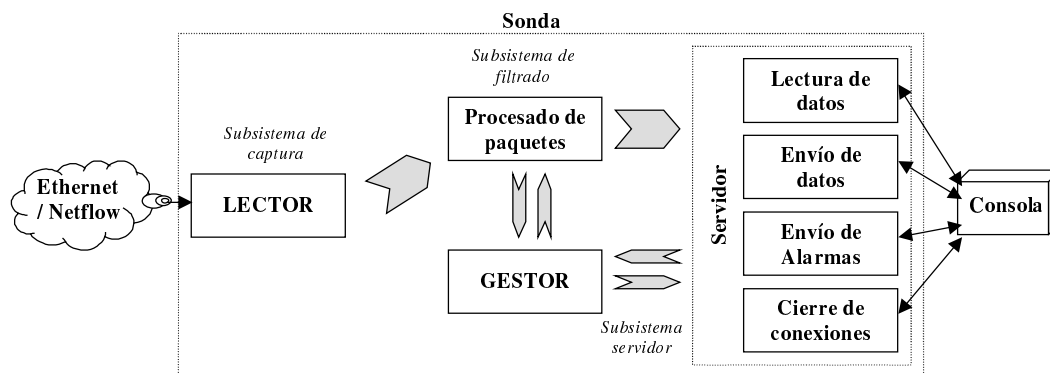 Sonda
Subsistema de
filtrado
Subsistema de
captura
Ethernet
/ Netflow
LECTOR
Procesado de
paquetes
GESTOR
Subsistema
servidor
Servidor
Lectura de
datos
Envío de
datos
Envío de
Alarmas
Cierre de
conexiones
Consola